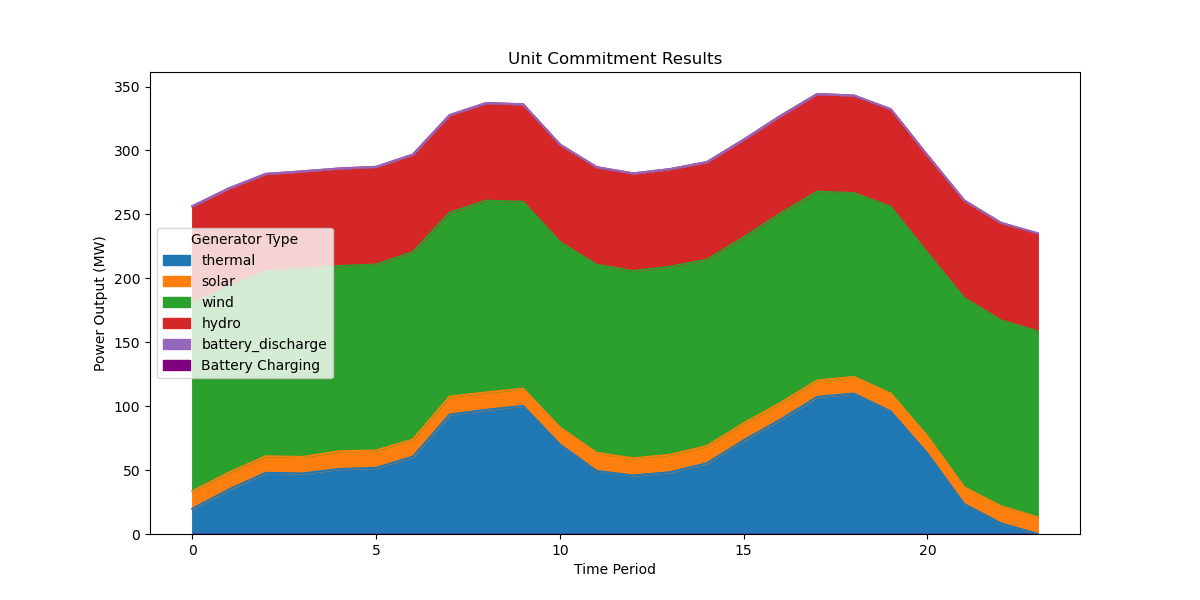 Unit Commitment Results
Power Output (MW)
350
300
250
200
150
100
50
0
Generator Type
thermal
solar
wind
hydro
battery_discharge
Battery Charging
0 5 10 15 20
Time Period